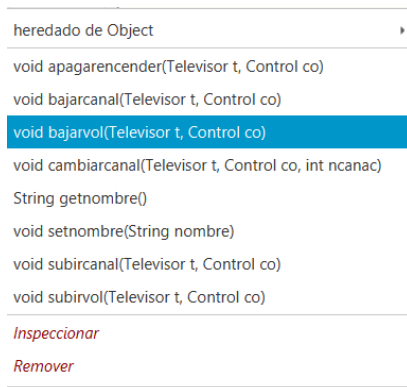 heredado de Object
void apagarencender(Televisor t, Control co)
void bajarcanal(Televisor t, Control co)
void bajarvol(Televisor t, Control co)
void cambiarcanal(Televisor t, Control co, int ncanac)
String getnombre()
void setnombre(String nombre)
void subircanal(Televisor t, Control co)
void subirvol(Televisor t, Control co)
Inspeccionar
Remover